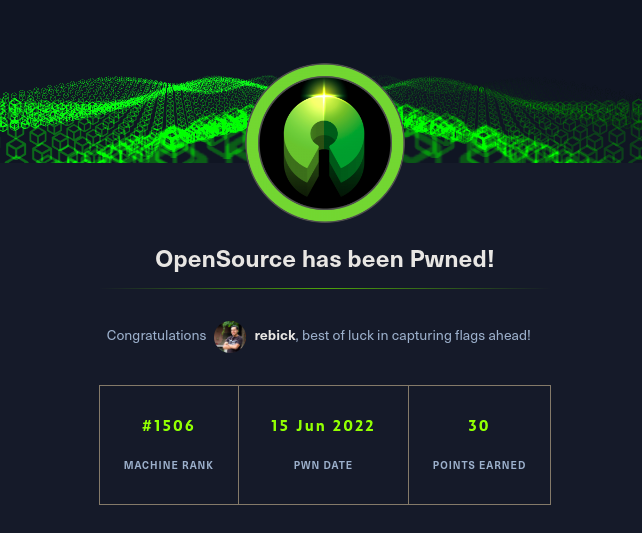 OpenSource has been Pwned!
Congratulations rebick, best of luck in capturing flags ahead!
#1506 15 Jun 2022 30
MACHINE RANK PWN DATE POINTS EARNED